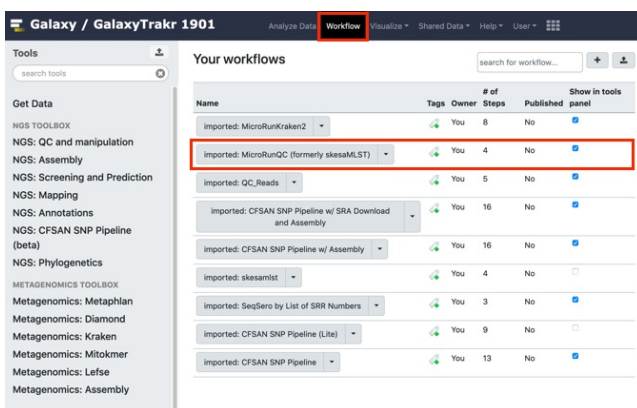 Galaxy / GalaxyTrakr 1901
Analyze Data Workflow Visualize Shared Data Help User
Tools
search tools
Get Data
NGS TOOLBOX
NGS: QC and manipulation
NGS: Assembly
NGS: Screening and Prediction
NGS: Mapping
NGS: Annotations
NGS: CFSAN SNP Pipeline
(beta)
NGS: Phylogenetics
METAGENOMICS TOOLBOX
Metagenomics: Metaphlan
Metagenomics: Diamond
Metagenomics: Kraken
Metagenomics: Mitokmer
Metagenomics: Lefse
Metagenomics: Assembly
Your workflows
search for workflow...
+
Name Tags Owner # of Steps Published Show in tools panel
imported: MicroRunKraken2 You 8 No
imported: MicroRunQC (formerly skesaMLST) You 4 No
imported: QC_Reads You 5 No
imported: CFSAN SNP Pipeline w/ SRA Download You 16 No
and Assembly
imported: CFSAN SNP Pipeline w/ Assembly You 16 No
imported: skesamlst You 4 No
imported: SeqSero by List of SRR Numbers You 3 No
imported: CFSAN SNP Pipeline (Lite) You 9 No
imported: CFSAN SNP Pipeline You 13 No